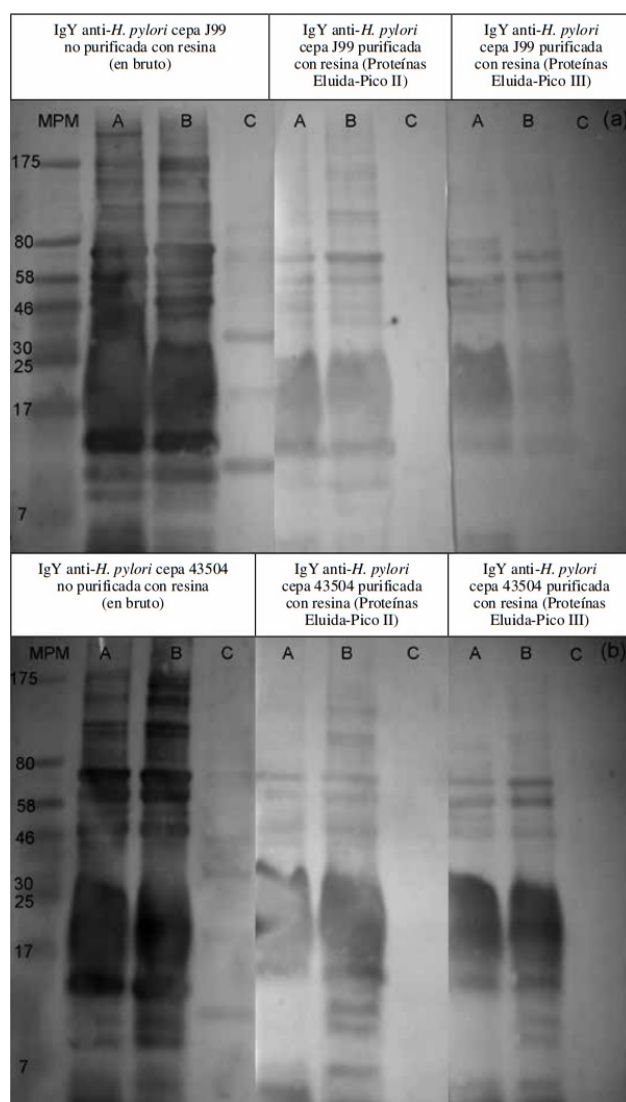 IgY anti-H. pylori cepa J99
no purificada con resina
(en bruto)
IgY anti-H. pylori
cepa J99 purificada
con resina (Proteínas
Eluida-Pico II)
IgY anti-H. pylori
cepa J99 purificada
con resina (Proteínas
Eluida-Pico III)
MPM A B C A B C A B C (a)
175
80
58
46
30
25
17
7
IgY anti-H. pylori cepa 43504
no purificada con resina
(en bruto)
IgY anti-H. pylori
cepa 43504 purificada
con resina (Proteínas
Eluida-Pico II)
IgY anti-H. pylori
cepa 43504 purificada
con resina (Proteínas
Eluida-Pico III)
MPM A B C A B C A B C (b)
175
80
58
46
30
25
17
7